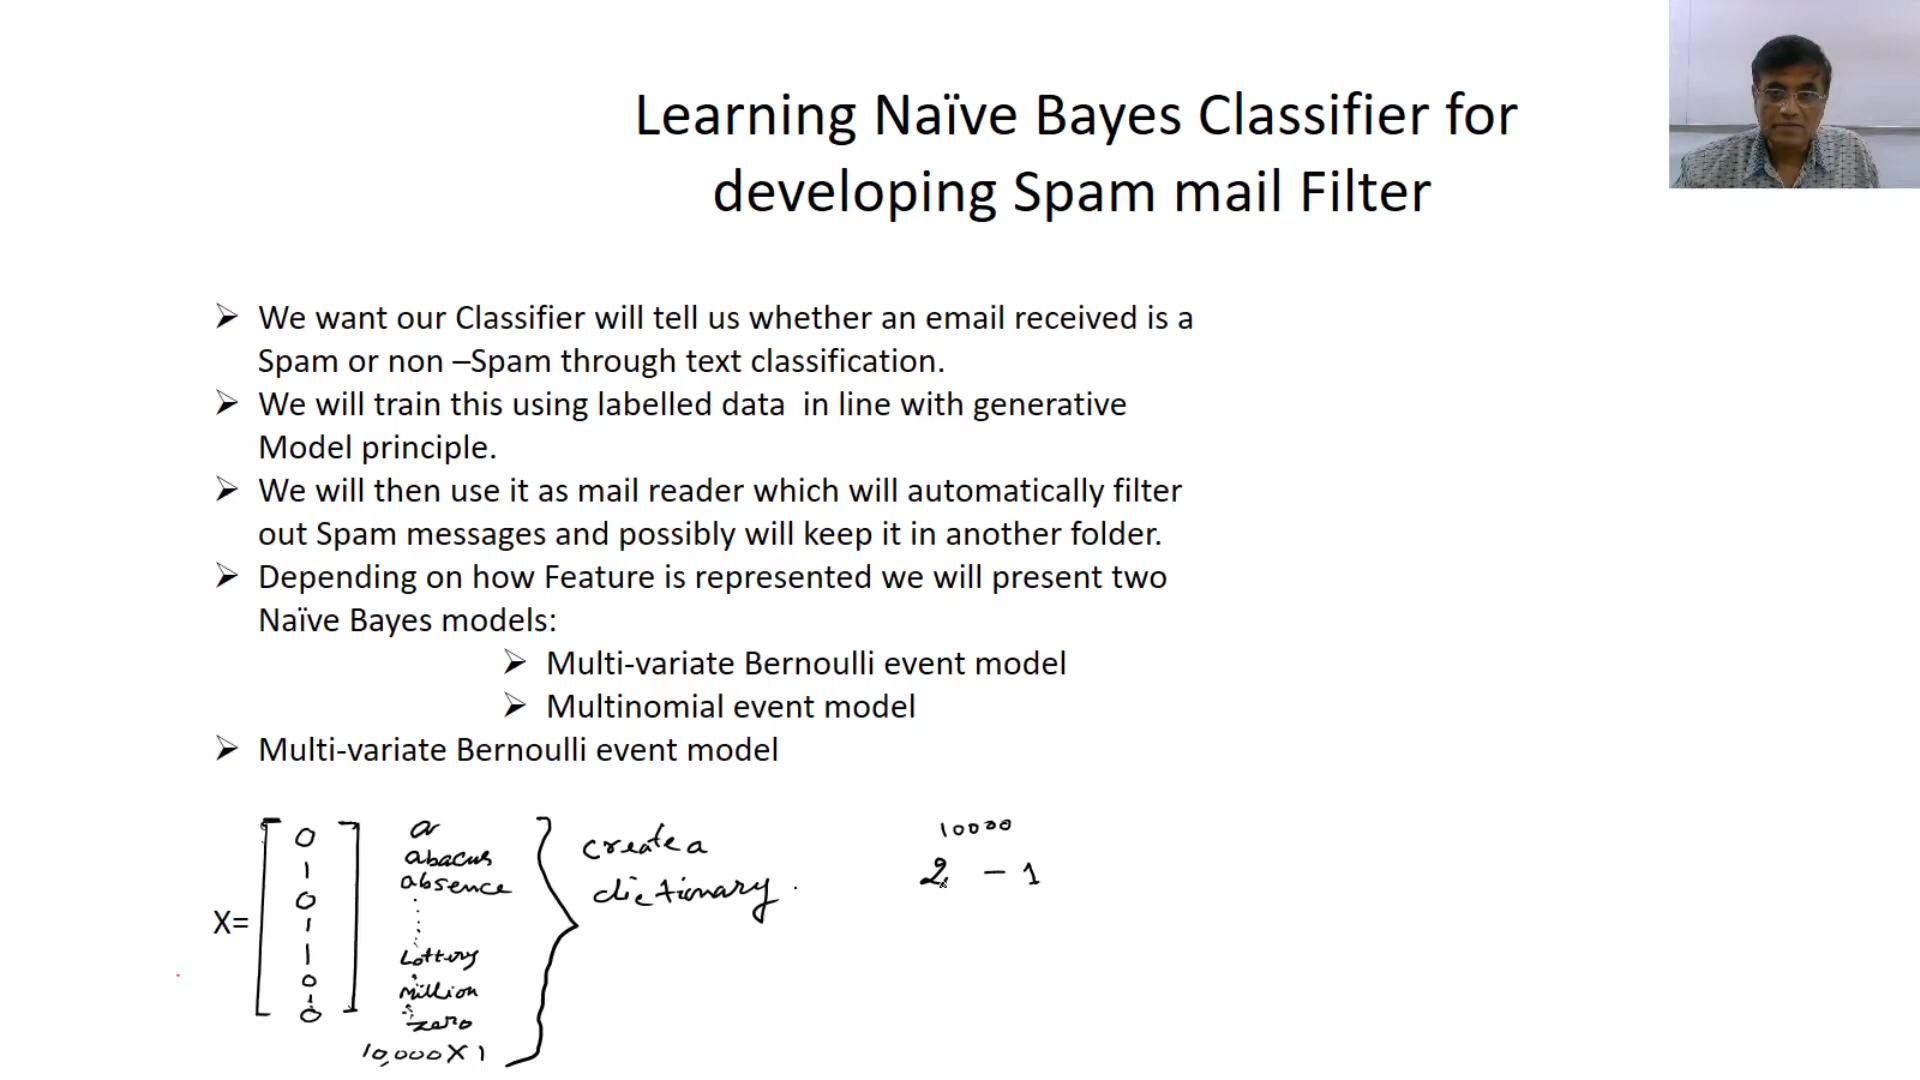 Learning Naïve Bayes Classifier for
developing Spam mail Filter
➢ We want our Classifier will tell us whether an email received is a
Spam or non –Spam through text classification.
➢ We will train this using labelled data  in line with generative
Model principle.
➢ We will then use it as mail reader which will automatically filter
out Spam messages and possibly will keep it in another folder.
➢ Depending on how Feature is represented we will present two
Naïve Bayes models:
➢ Multi-variate Bernoulli event model
➢ Multinomial event model
➢ Multi-variate Bernoulli event model
X=
0
1
0
1
1
0
1
0
a
abacus
absence
Lottery
million
zero
10,000 X 1
create a
dictionary.
10000
2 - 1